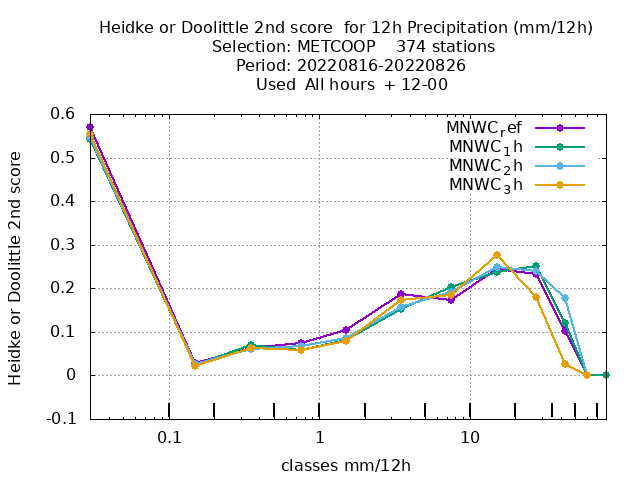 Heidke or Doolittle 2nd score  for 12h Precipitation (mm/12h)
Selection: METCOOP    374 stations
Period: 20220816-20220826
Used  All hours  + 12-00
MNWC_ref
MNWC_1h
MNWC_2h
MNWC_3h
Heidke or Doolittle 2nd score
0.6
0.5
0.4
0.3
0.2
0.1
0
-0.1
0.1 1 10
classes mm/12h